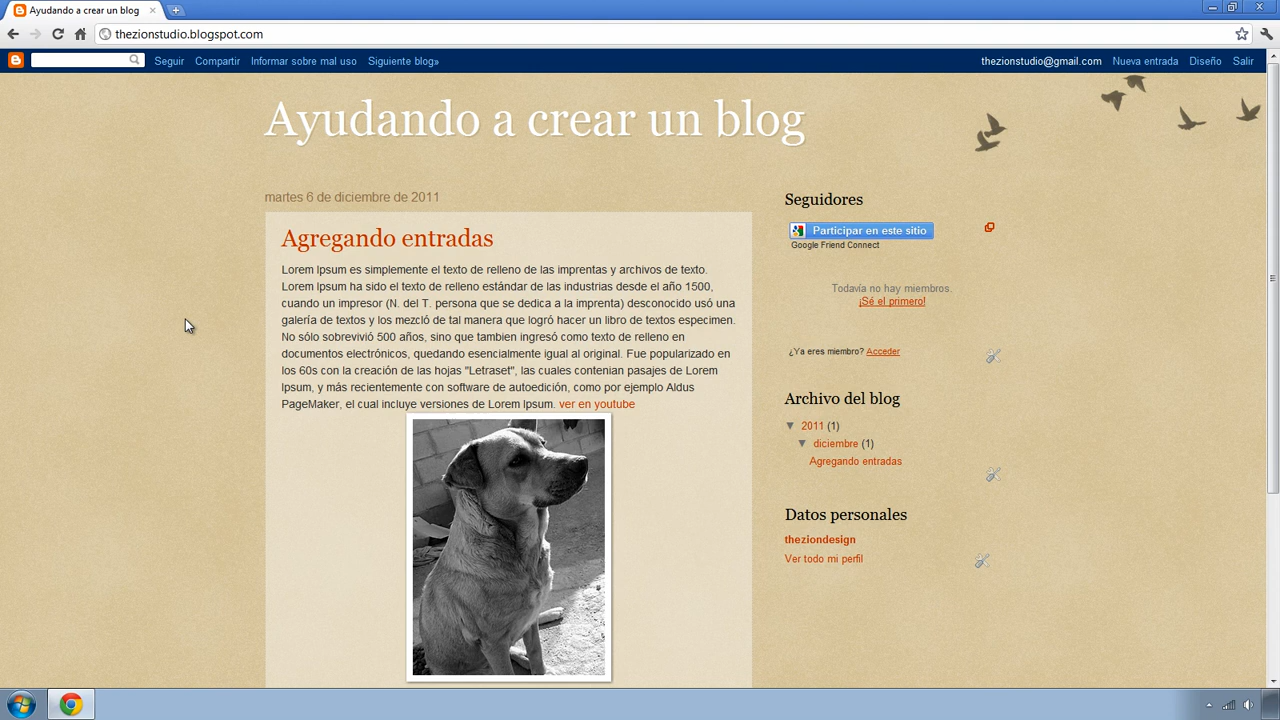 Ayudando a crear un blog
thezionstudio.blogspot.com
Seguir Compartir Informar sobre mal uso Siguiente blog»
thezionstudio@gmail.com Nueva entrada Diseño Salir
Ayudando a crear un blog
martes 6 de diciembre de 2011
Agregando entradas
Lorem Ipsum es simplemente el texto de relleno de las imprentas y archivos de texto.
Lorem Ipsum ha sido el texto de relleno estándar de las industrias desde el año 1500,
cuando un impresor (N. del T. persona que se dedica a la imprenta) desconocido usó una
galería de textos y los mezcló de tal manera que logró hacer un libro de textos especimen.
No sólo sobrevivió 500 años, sino que tambien ingresó como texto de relleno en
documentos electrónicos, quedando esencialmente igual al original. Fue popularizado en
los 60s con la creación de las hojas "Letraset", las cuales contenian pasajes de Lorem
Ipsum, y más recientemente con software de autoedición, como por ejemplo Aldus
PageMaker, el cual incluye versiones de Lorem Ipsum. ver en youtube
Seguidores
Participar en este sitio
Google Friend Connect
Todavía no hay miembros.
¡Sé el primero!
¿Ya eres miembro? Acceder
Archivo del blog
▼ 2011 (1)
▼ diciembre (1)
Agregando entradas
Datos personales
theziondesign
Ver todo mi perfil